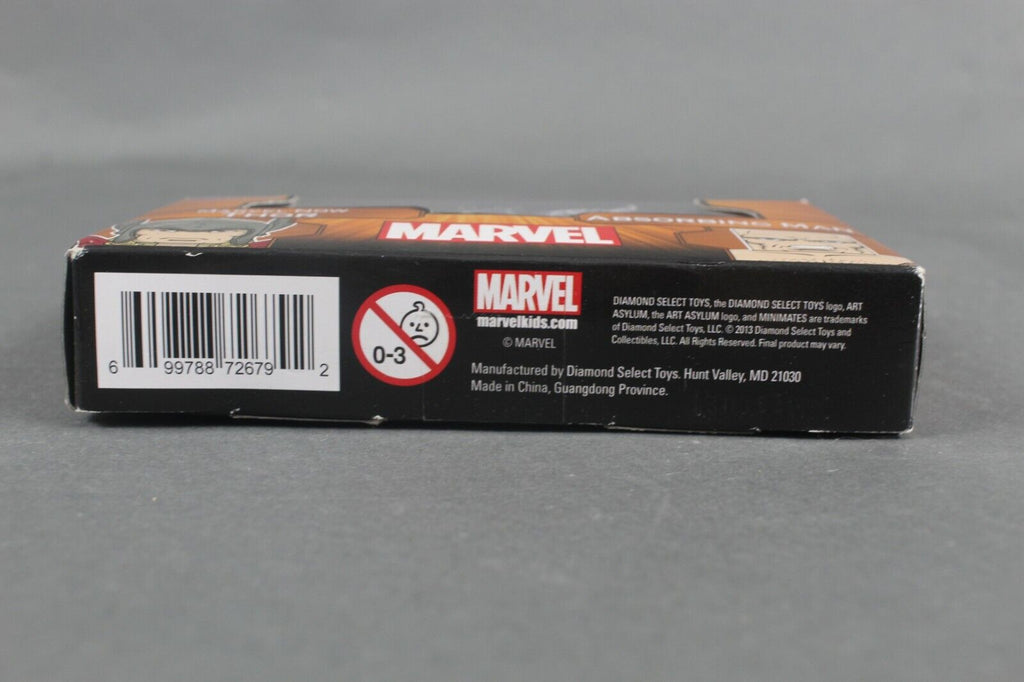 THOR
ABSORBING MAN
MARVEL
MARVEL
marvelkids.com
© MARVEL
0-3
6 99788 72679 2
DIAMOND SELECT TOYS, the DIAMOND SELECT TOYS logo, ART
ASYLUM, the ART ASYLUM logo, and MINIMATES are trademarks
of Diamond Select Toys, LLC. © 2013 Diamond Select Toys and
Collectibles, LLC. All Rights Reserved. Final product may vary.
Manufactured by Diamond Select Toys. Hunt Valley, MD 21030
Made in China, Guangdong Province.